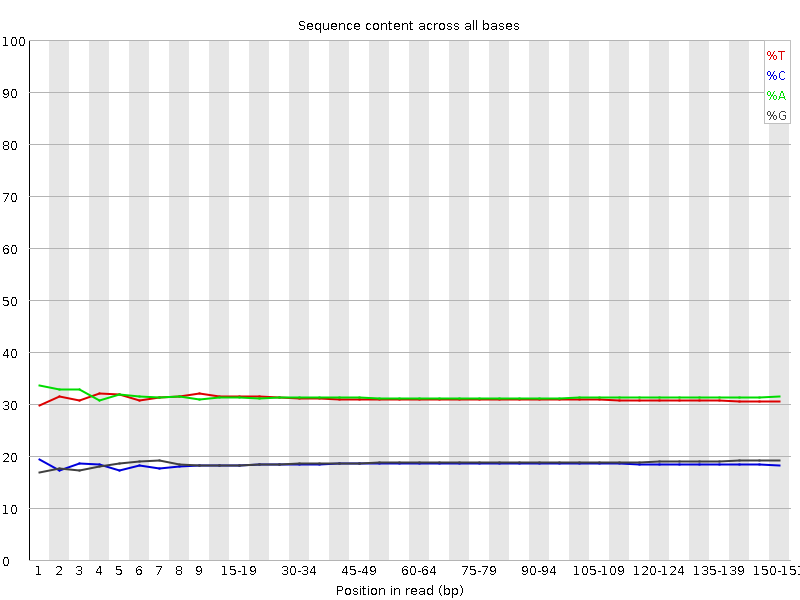 Sequence content across all bases
100
90
80
70
60
50
40
30
20
10
0
%T
%C
%A
%G
1 2 3 4 5 6 7 8 9 15-19 30-34 45-49 60-64 75-79 90-94 105-109 120-124 135-139 150-151
Position in read (bp)